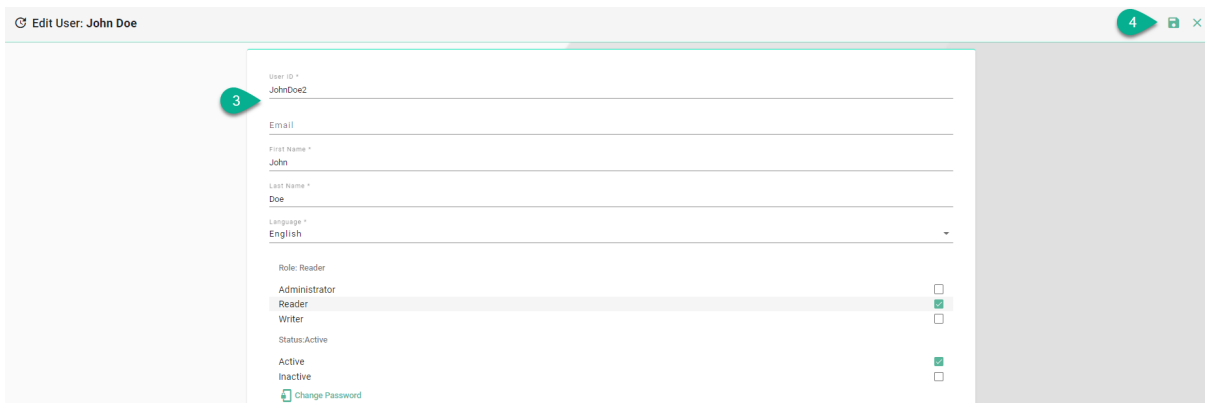 Edit User: John Doe
4
User ID *
JohnDoe2
3
Email
First Name *
John
Last Name *
Doe
Language *
English
Role: Reader
Administrator
Reader
Writer
Status:Active
Active
Inactive
Change Password